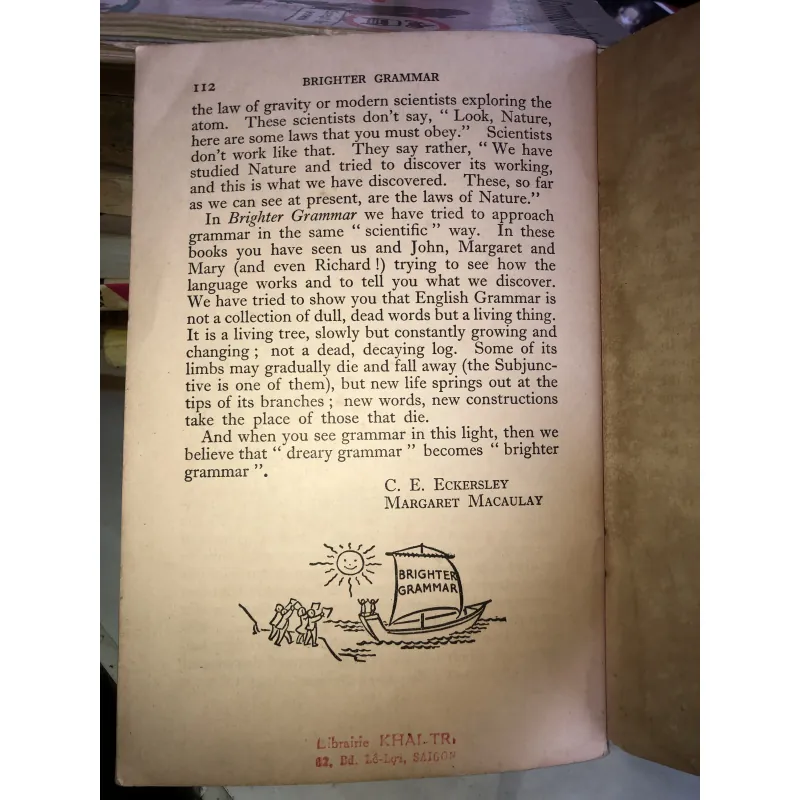 112
BRIGHTER GRAMMAR
the law of gravity or modern scientists exploring the
atom. These scientists don't say, “ Look, Nature,
here are some laws that you must obey.” Scientists
don't work like that. They say rather, “ We have
studied Nature and tried to discover its working,
and this is what we have discovered. These, so far
as we can see at present, are the laws of Nature.”
In Brighter Grammar we have tried to approach
grammar in the same “ scientific ” way. In these
books you have seen us and John, Margaret and
Mary (and even Richard !) trying to see how the
language works and to tell you what we discover.
We have tried to show you that English Grammar is
not a collection of dull, dead words but a living thing.
It is a living tree, slowly but constantly growing and
changing ; not a dead, decaying log. Some of its
limbs may gradually die and fall away (the Subjunc-
tive is one of them), but new life springs out at the
tips of its branches ; new words, new constructions
take the place of those that die.
And when you see grammar in this light, then we
believe that “ dreary grammar ” becomes “ brighter
grammar ”.
C. E. ECKERSLEY
MARGARET MACAULAY
BRIGHTER
GRAMMAR
Librairie KHAI-TRI
62, Bd. Lê-Lợi, SAIGON